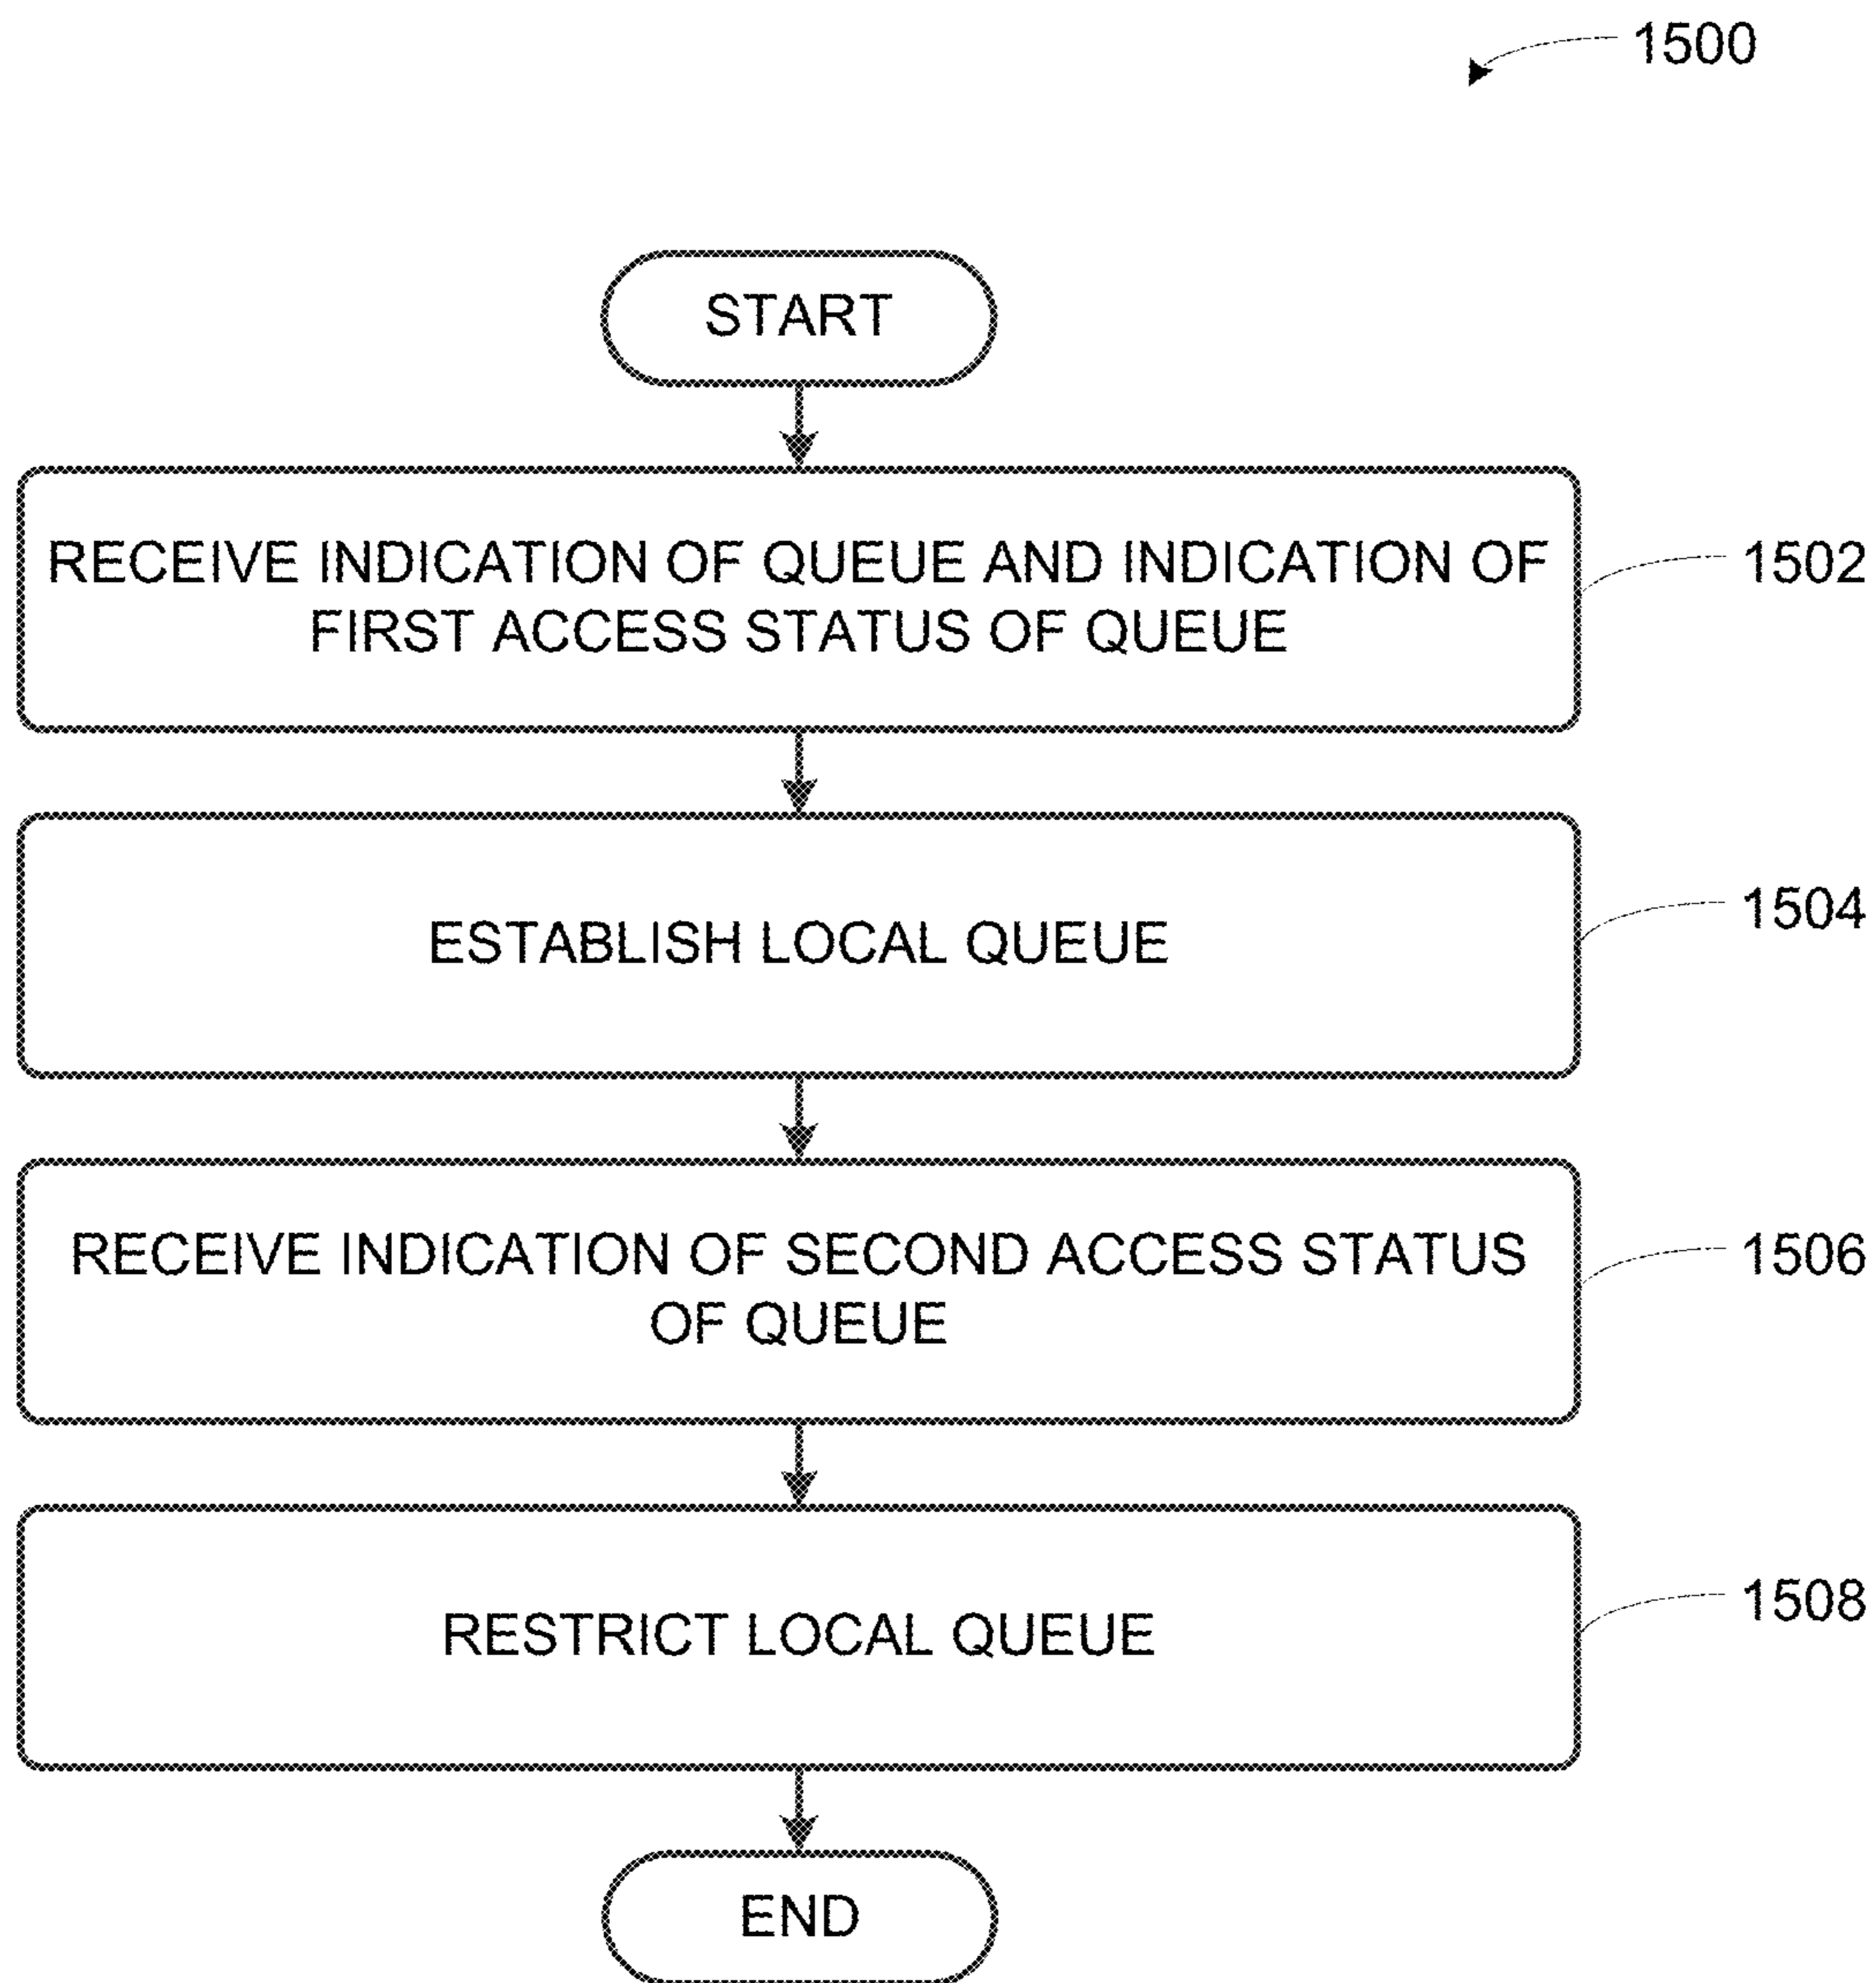 1500
START
RECEIVE INDICATION OF QUEUE AND INDICATION OF
FIRST ACCESS STATUS OF QUEUE
1502
ESTABLISH LOCAL QUEUE
1504
RECEIVE INDICATION OF SECOND ACCESS STATUS
OF QUEUE
1506
RESTRICT LOCAL QUEUE
1508
END